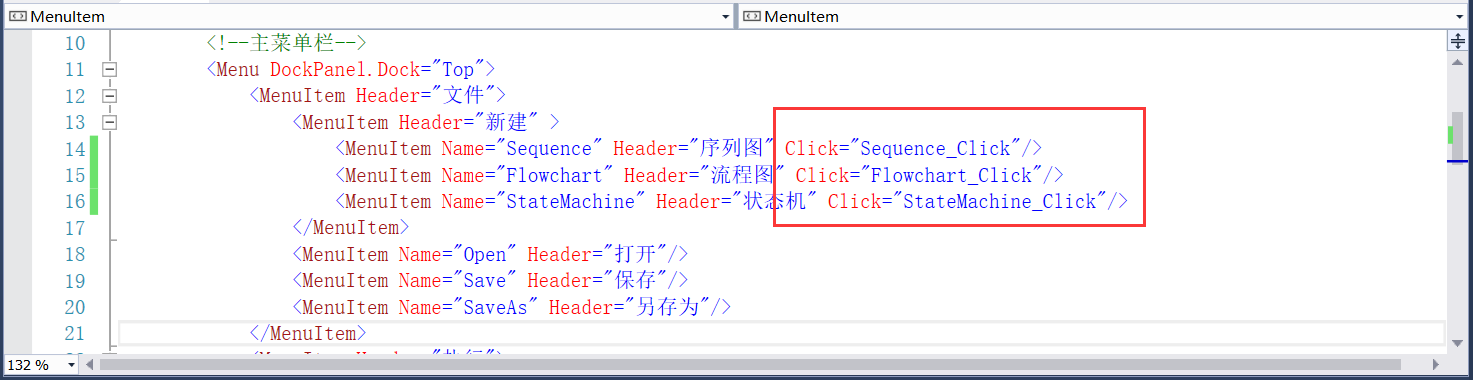 MenuItem MenuItem
10 <!--主菜单栏-->
11 <Menu DockPanel.Dock="Top">
12 <MenuItem Header="文件">
13 <MenuItem Header="新建" >
14 <MenuItem Name="Sequence" Header="序列图" Click="Sequence_Click"/>
15 <MenuItem Name="Flowchart" Header="流程图" Click="Flowchart_Click"/>
16 <MenuItem Name="StateMachine" Header="状态机" Click="StateMachine_Click"/>
17 </MenuItem>
18 <MenuItem Name="Open" Header="打开"/>
19 <MenuItem Name="Save" Header="保存"/>
20 <MenuItem Name="SaveAs" Header="另存为"/>
21 </MenuItem>
132 %